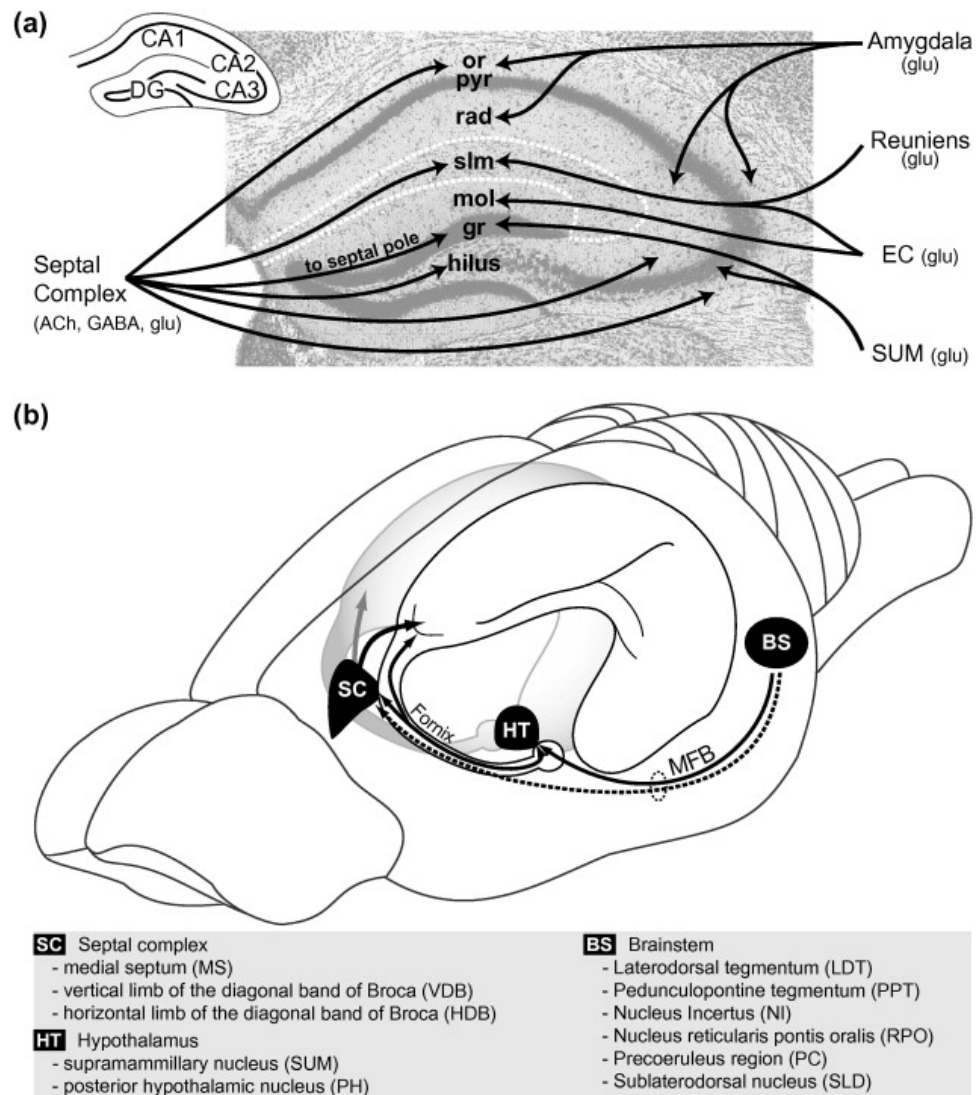 (a)
CA1
CA2
DG
CA3
or
pyr
rad
slm
mol
gr
to septal pole
hilus
Septal
Complex
(ACh, GABA, glu)
Amygdala
(glu)
Reuniens
(glu)
EC (glu)
SUM (glu)
(b)
SC
Fornix
HT
MFB
BS
SC Septal complex
- medial septum (MS)
- vertical limb of the diagonal band of Broca (VDB)
- horizontal limb of the diagonal band of Broca (HDB)
HT Hypothalamus
- supramammillary nucleus (SUM)
- posterior hypothalamic nucleus (PH)
BS Brainstem
- Laterodorsal tegmentum (LDT)
- Pedunculopontine tegmentum (PPT)
- Nucleus Incertus (NI)
- Nucleus reticularis pontis oralis (RPO)
- Precoeruleus region (PC)
- Sublaterodorsal nucleus (SLD)